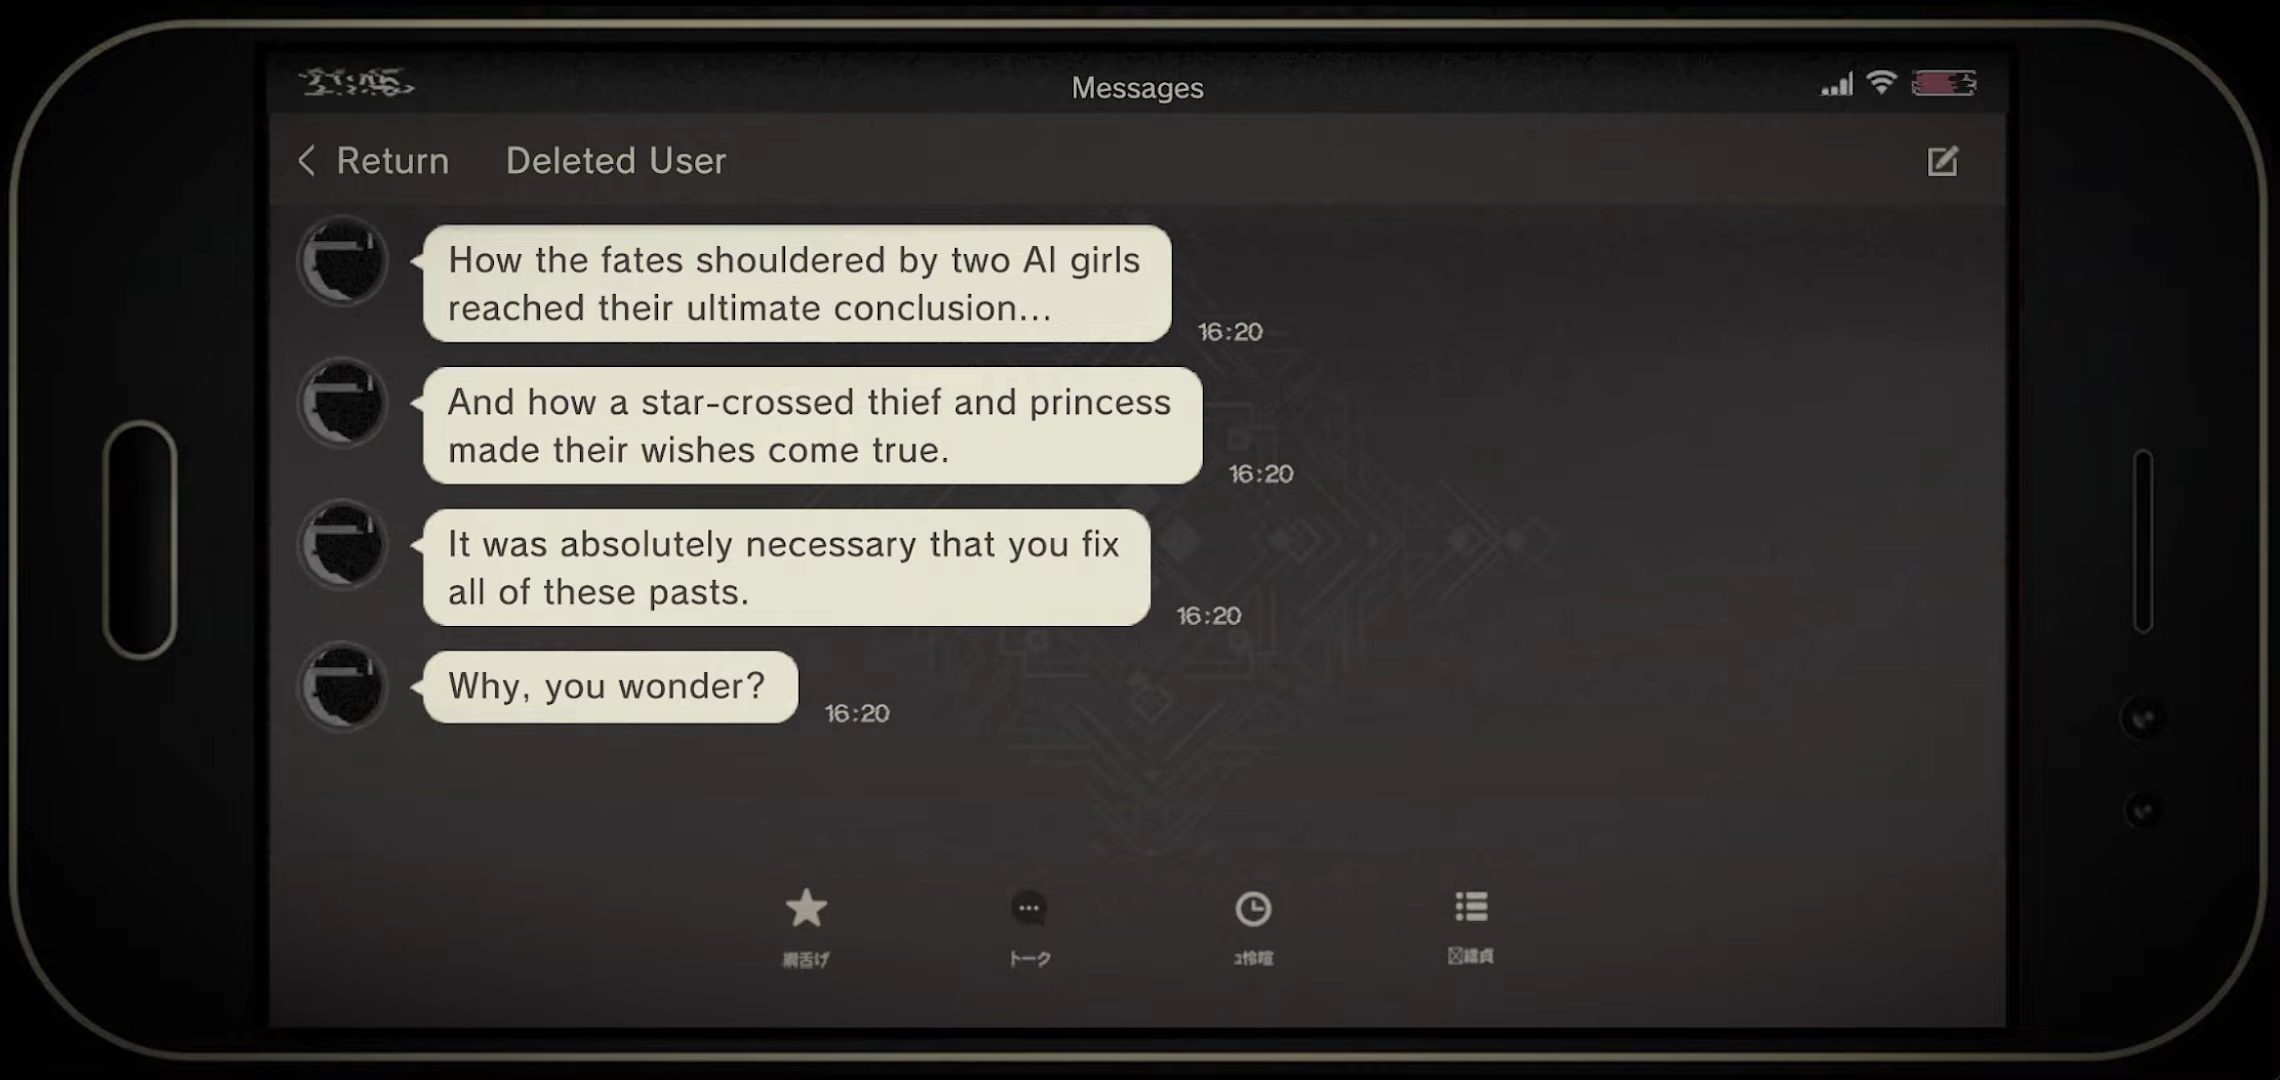 Messages
Return Deleted User
How the fates shouldered by two AI girls
reached their ultimate conclusion...
16:20
And how a star-crossed thief and princess
made their wishes come true.
16:20
It was absolutely necessary that you fix
all of these pasts.
16:20
Why, you wonder?
16:20
トーク